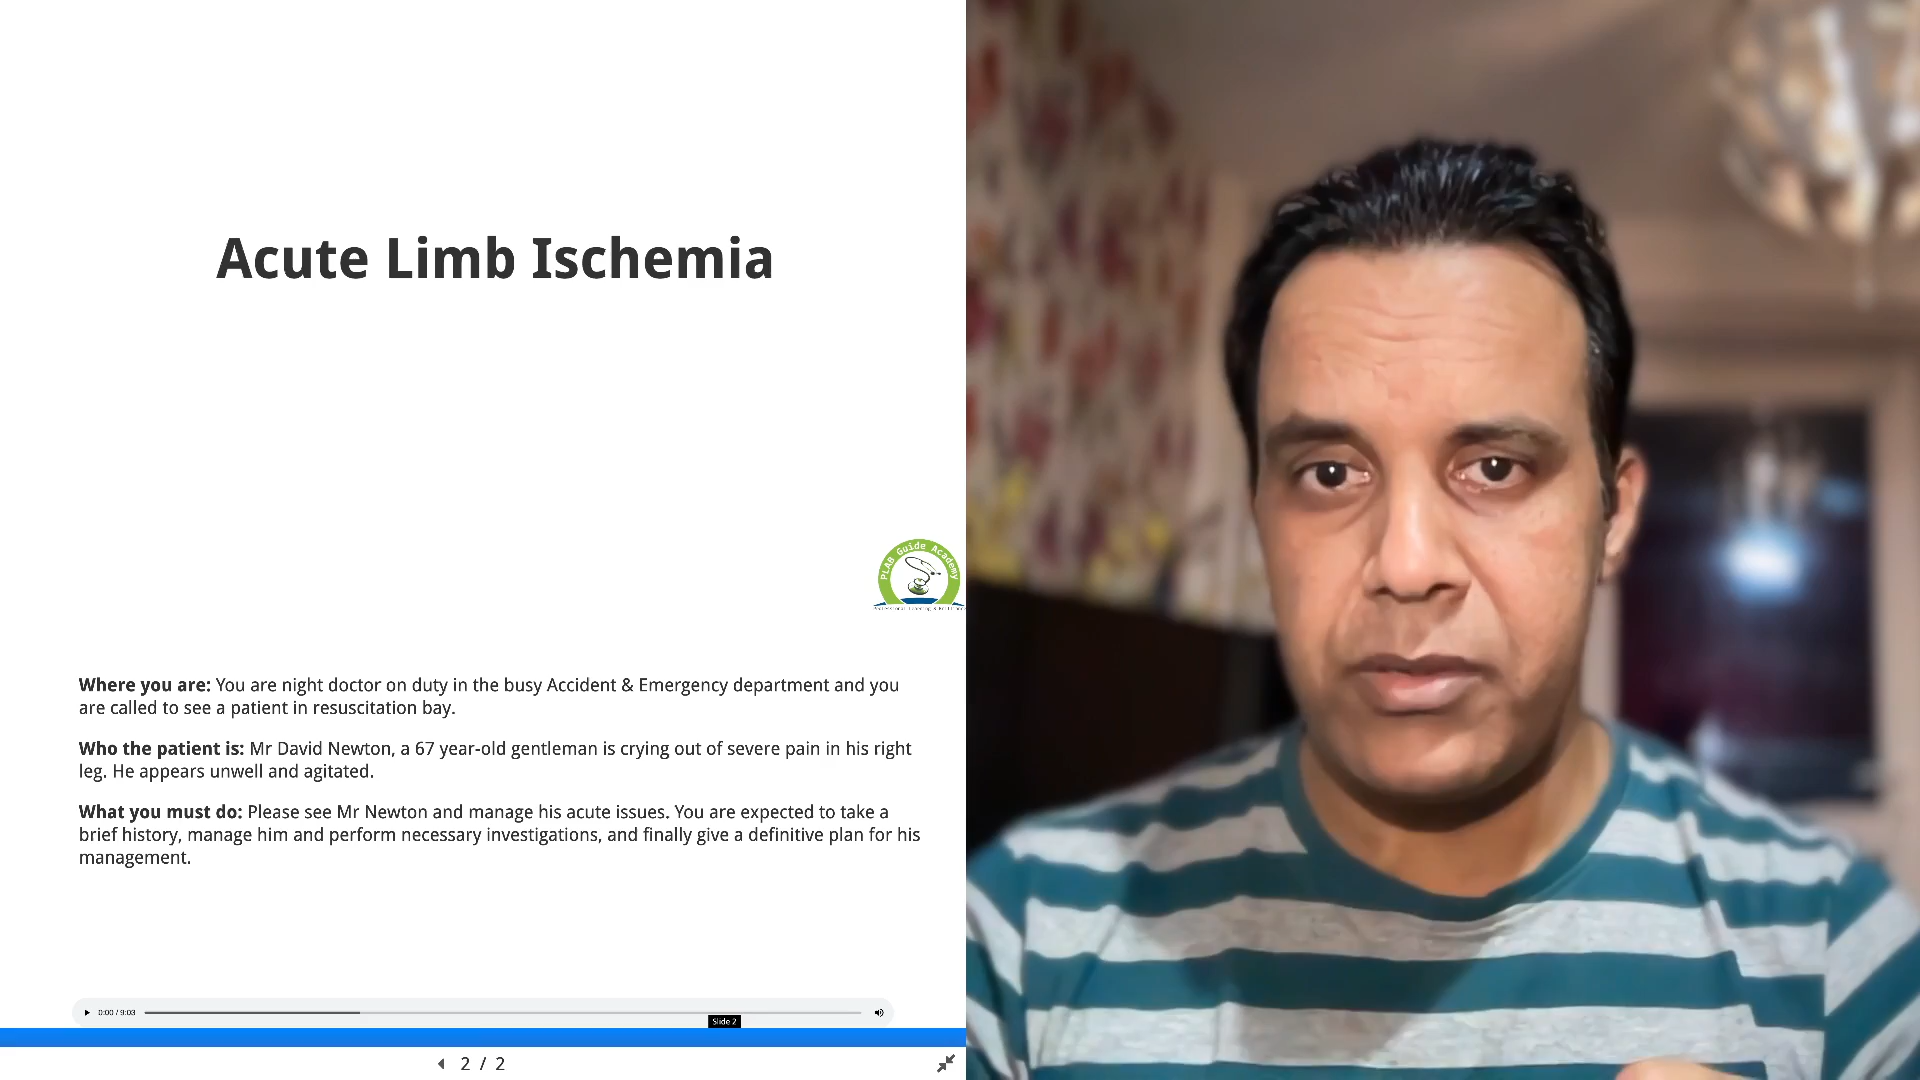 Acute Limb Ischemia
PLAB Guide Academy
Where you are: You are night doctor on duty in the busy Accident & Emergency department and you
are called to see a patient in resuscitation bay.
Who the patient is: Mr David Newton, a 67 year-old gentleman is crying out of severe pain in his right
leg. He appears unwell and agitated.
What you must do: Please see Mr Newton and manage his acute issues. You are expected to take a
brief history, manage him and perform necessary investigations, and finally give a definitive plan for his
management.
0:00 / 9:03
Slide 2
2 / 2